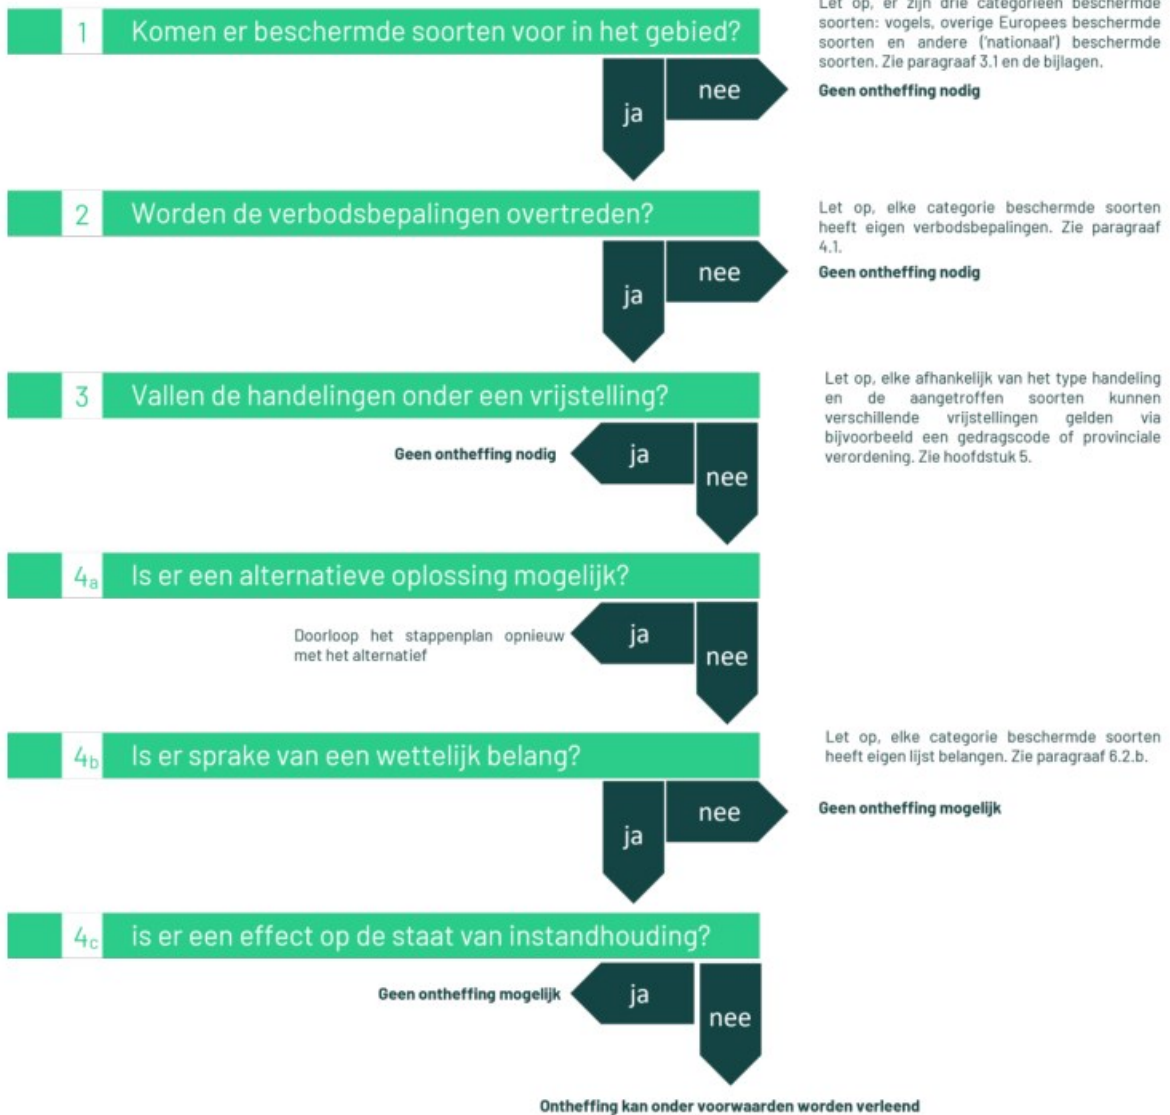 Let op, er zijn drie categorieën beschermde
soorten: vogels, overige Europees beschermde
soorten en andere ('nationaal') beschermde
soorten. Zie paragraaf 3.1 en de bijlagen.
1 Komen er beschermde soorten voor in het gebied?
nee
Geen ontheffing nodig
ja
2 Worden de verbodsbepalingen overtreden?
Let op, elke categorie beschermde soorten
heeft eigen verbodsbepalingen. Zie paragraaf
4.1.
nee
Geen ontheffing nodig
ja
3 Vallen de handelingen onder een vrijstelling?
Let op, elke afhankelijk van het type handeling
en de aangetroffen soorten kunnen
verschillende vrijstellingen gelden via
bijvoorbeeld een gedragscode of provinciale
verordening. Zie hoofdstuk 5.
Geen ontheffing nodig
ja
nee
4a Is er een alternatieve oplossing mogelijk?
Doorloop het stappenplan opnieuw
met het alternatief
ja
nee
4b Is er sprake van een wettelijk belang?
Let op, elke categorie beschermde soorten
heeft eigen lijst belangen. Zie paragraaf 6.2.b.
nee
Geen ontheffing mogelijk
ja
4c is er een effect op de staat van instandhouding?
Geen ontheffing mogelijk
ja
nee
Ontheffing kan onder voorwaarden worden verleend